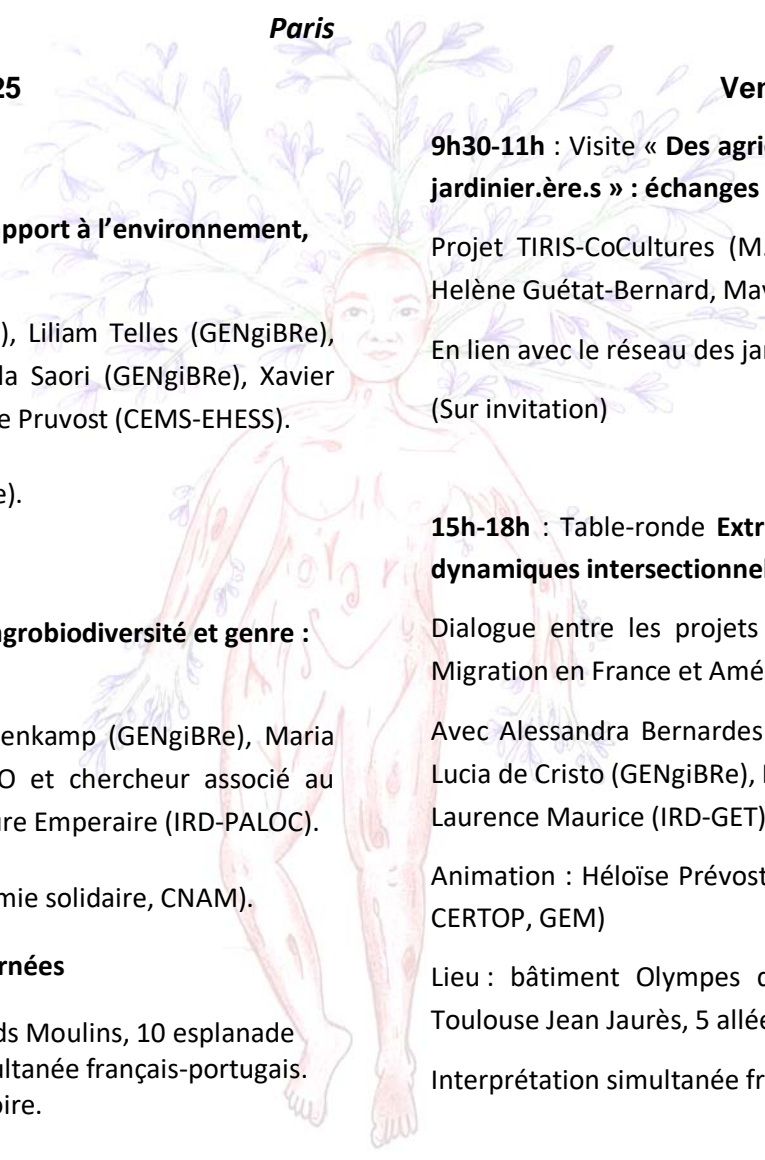 Paris
25
apport à l’environnement,
), Liliam Telles (GENgiBRe),
la Saori (GENgiBRe), Xavier
e Pruvost (CEMS-EHESS).
e).
agrobiodiversité et genre :
enkamp (GENgiBRe), Maria
O et chercheur associé au
ure Emperaire (IRD-PALOC).
mie solidaire, CNAM).
rnées
ds Moulins, 10 esplanade
ultanée français-portugais.
oire.
Ven
9h30-11h : Visite « Des agri
jardinier.ère.s » : échanges
Projet TIRIS-CoCultures (M.
Helène Guétat-Bernard, Mav
En lien avec le réseau des jar
(Sur invitation)
15h-18h : Table-ronde Extr
dynamiques intersectionnel
Dialogue entre les projets
Migration en France et Amé
Avec Alessandra Bernardes
Lucia de Cristo (GENgiBRe),
Laurence Maurice (IRD-GET)
Animation : Héloïse Prévost
CERTOP, GEM)
Lieu : bâtiment Olympes d
Toulouse Jean Jaurès, 5 allée
Interprétation simultanée fr